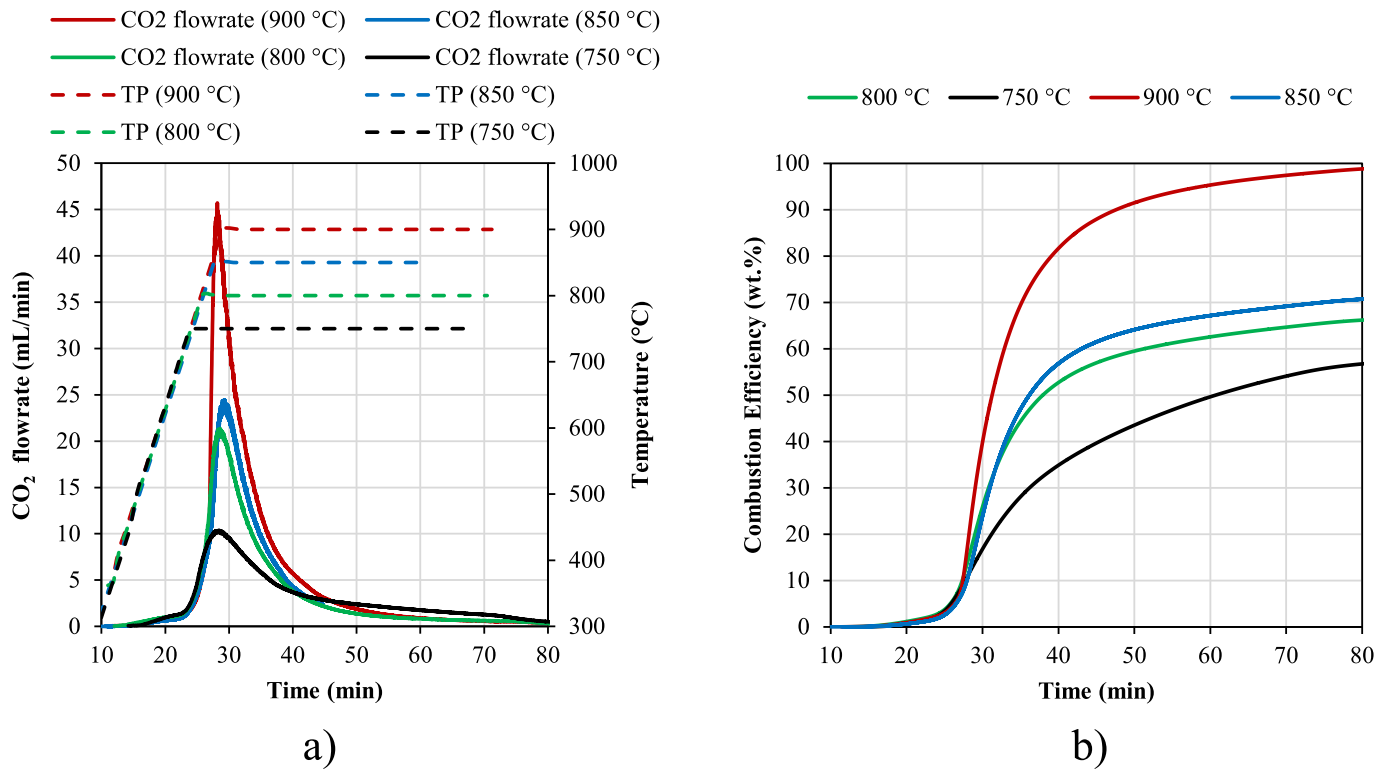 CO2 flowrate (900 °C) CO2 flowrate (850 °C)
CO2 flowrate (800 °C) CO2 flowrate (750 °C)
TP (900 °C) TP (850 °C)
TP (800 °C) TP (750 °C)
50
45
40
35
30
25
20
15
10
5
0
CO₂ flowrate (mL/min)
1000
900
800
700
600
500
400
300
Temperature (°C)
10 20 30 40 50 60 70 80
Time (min)
a)
800 °C 750 °C 900 °C 850 °C
100
90
80
70
60
50
40
30
20
10
0
Combustion Efficiency (wt.%)
10 20 30 40 50 60 70 80
Time (min)
b)